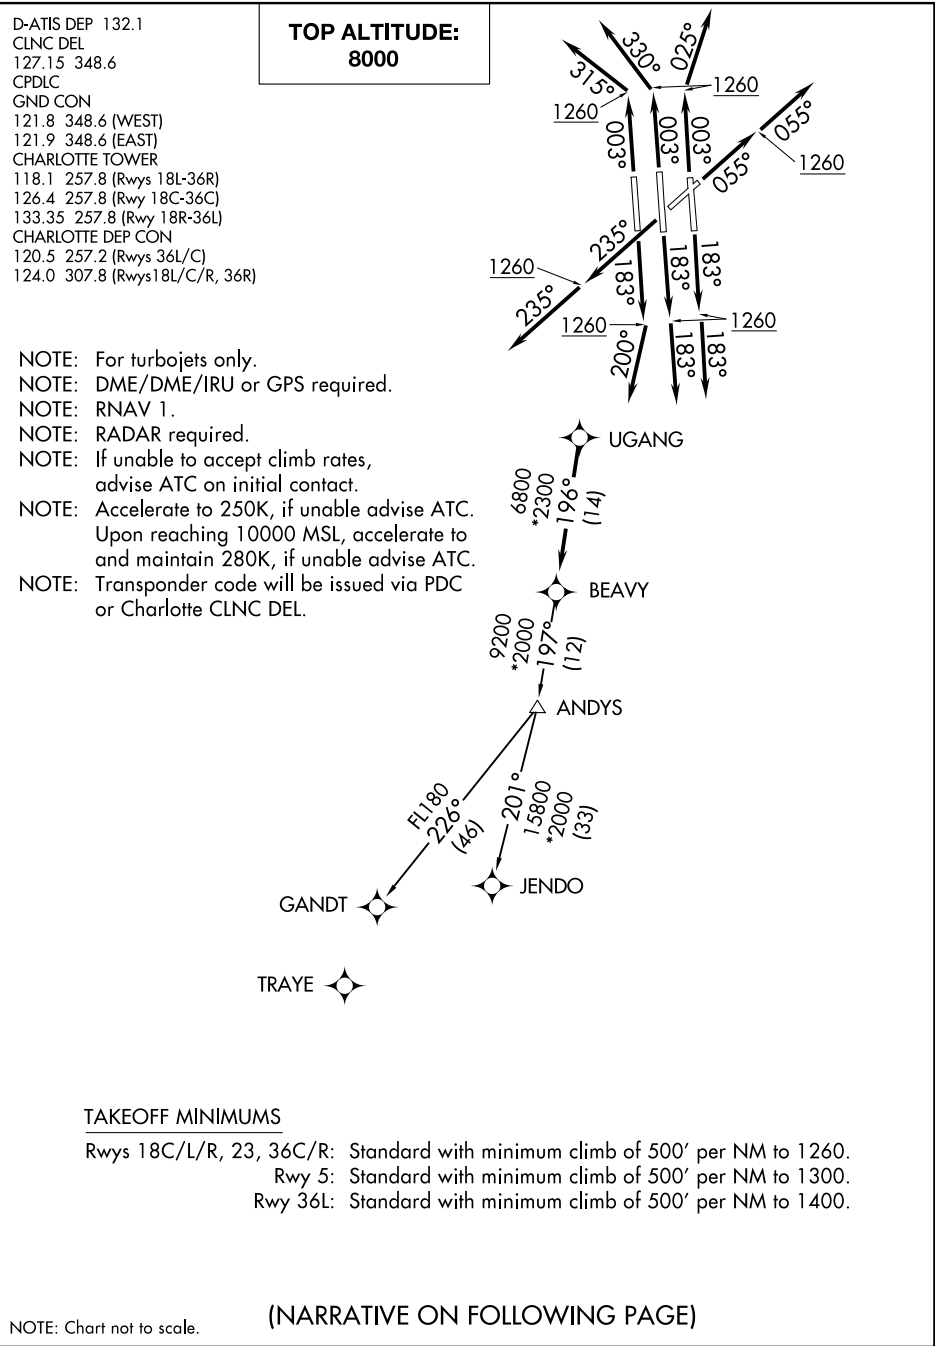 D-ATIS DEP 132.1
CLNC DEL
127.15 348.6
CPDLC
GND CON
121.8 348.6 (WEST)
121.9 348.6 (EAST)
CHARLOTTE TOWER
118.1 257.8 (Rwys 18L-36R)
126.4 257.8 (Rwy 18C-36C)
133.35 257.8 (Rwy 18R-36L)
CHARLOTTE DEP CON
120.5 257.2 (Rwys 36L/C)
124.0 307.8 (Rwys18L/C/R, 36R)
TOP ALTITUDE:
8000
315°
330°
025°
1260
1260
003°
003°
003°
055°
055°
1260
235°
235°
1260
183°
183°
183°
1260
1260
200°
183°
183°
NOTE: For turbojets only.
NOTE: DME/DME/IRU or GPS required.
NOTE: RNAV 1.
NOTE: RADAR required.
NOTE: If unable to accept climb rates,
advise ATC on initial contact.
NOTE: Accelerate to 250K, if unable advise ATC.
Upon reaching 10000 MSL, accelerate to
and maintain 280K, if unable advise ATC.
NOTE: Transponder code will be issued via PDC
or Charlotte CLNC DEL.
UGANG
6800
*2300
196°
(14)
BEAVY
9200
*2000
197°
(12)
ANDYS
FL180
226°
(46)
201°
15800
*2000
(33)
GANDT
JENDO
TRAYE
TAKEOFF MINIMUMS
Rwys 18C/L/R, 23, 36C/R: Standard with minimum climb of 500' per NM to 1260.
Rwy 5: Standard with minimum climb of 500' per NM to 1300.
Rwy 36L: Standard with minimum climb of 500' per NM to 1400.
(NARRATIVE ON FOLLOWING PAGE)
NOTE: Chart not to scale.